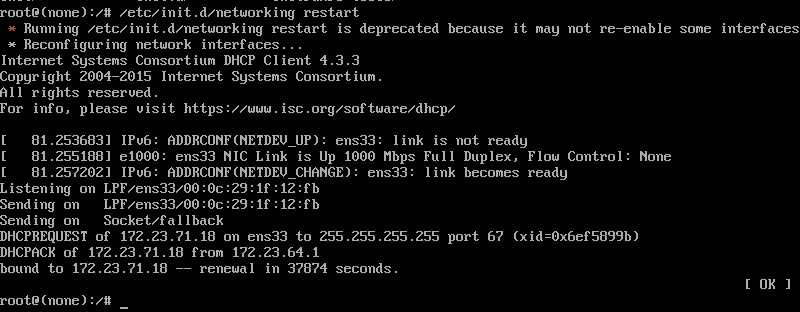 root@(none):/# /etc/init.d/networking restart
* Running /etc/init.d/networking restart is deprecated because it may not re-enable some interfaces
* Reconfiguring network interfaces...
Internet Systems Consortium DHCP Client 4.3.3
Copyright 2004-2015 Internet Systems Consortium.
All rights reserved.
For info, please visit https://www.isc.org/software/dhcp/
[   81.253683] IPv6: ADDRCONF(NETDEV_UP): ens33: link is not ready
[   81.255188] e1000: ens33 NIC Link is Up 1000 Mbps Full Duplex, Flow Control: None
[   81.257202] IPv6: ADDRCONF(NETDEV_CHANGE): ens33: link becomes ready
Listening on LPF/ens33/00:0c:29:1f:12:fb
Sending on   LPF/ens33/00:0c:29:1f:12:fb
Sending on   Socket/fallback
DHCPREQUEST of 172.23.71.18 on ens33 to 255.255.255.255 port 67 (xid=0x6ef5899b)
DHCPACK of 172.23.71.18 from 172.23.64.1
bound to 172.23.71.18 -- renewal in 37874 seconds.
[ OK ]
root@(none):/# _